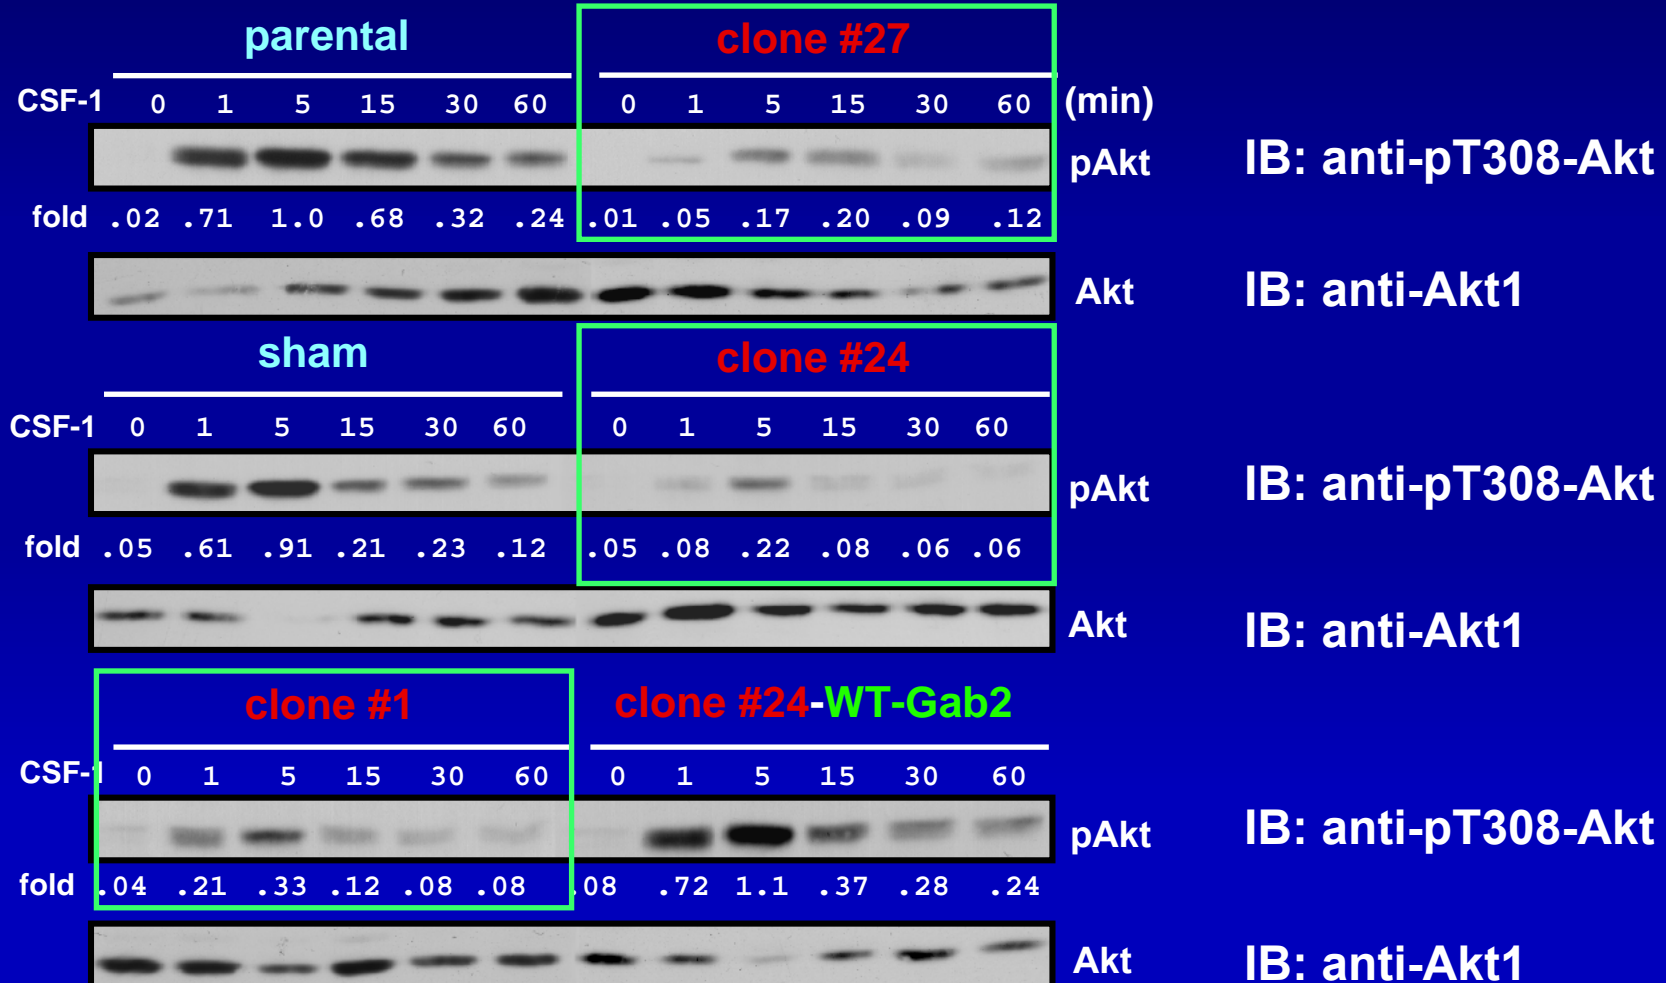 parental clone #27
CSF-1 0 1 5 15 30 60 0 1 5 15 30 60 (min)
pAkt IB: anti-pT308-Akt
fold .02 .71 1.0 .68 .32 .24 .01 .05 .17 .20 .09 .12
Akt IB: anti-Akt1
sham clone #24
CSF-1 0 1 5 15 30 60 0 1 5 15 30 60
pAkt IB: anti-pT308-Akt
fold .05 .61 .91 .21 .23 .12 .05 .08 .22 .08 .06 .06
Akt IB: anti-Akt1
clone #1 clone #24-WT-Gab2
CSF-1 0 1 5 15 30 60 0 1 5 15 30 60
pAkt IB: anti-pT308-Akt
fold .04 .21 .33 .12 .08 .08 .08 .72 1.1 .37 .28 .24
Akt IB: anti-Akt1